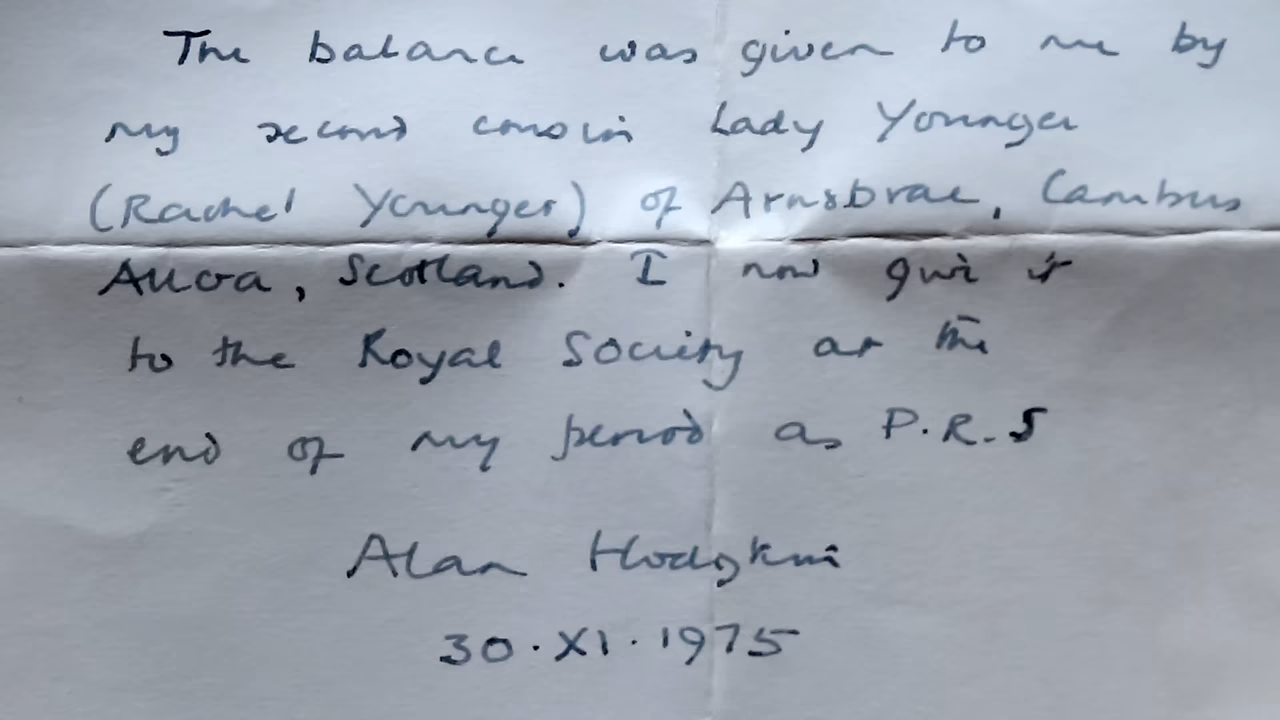 The balance was given to me by
my second cousin Lady Younger
(Rachel Younger) of Arnsbrae, Cambus
Alloa, Scotland. I now give it
to the Royal Society at the
end of my period as P.R.S
Alan Hodgkin
30.XI.1975